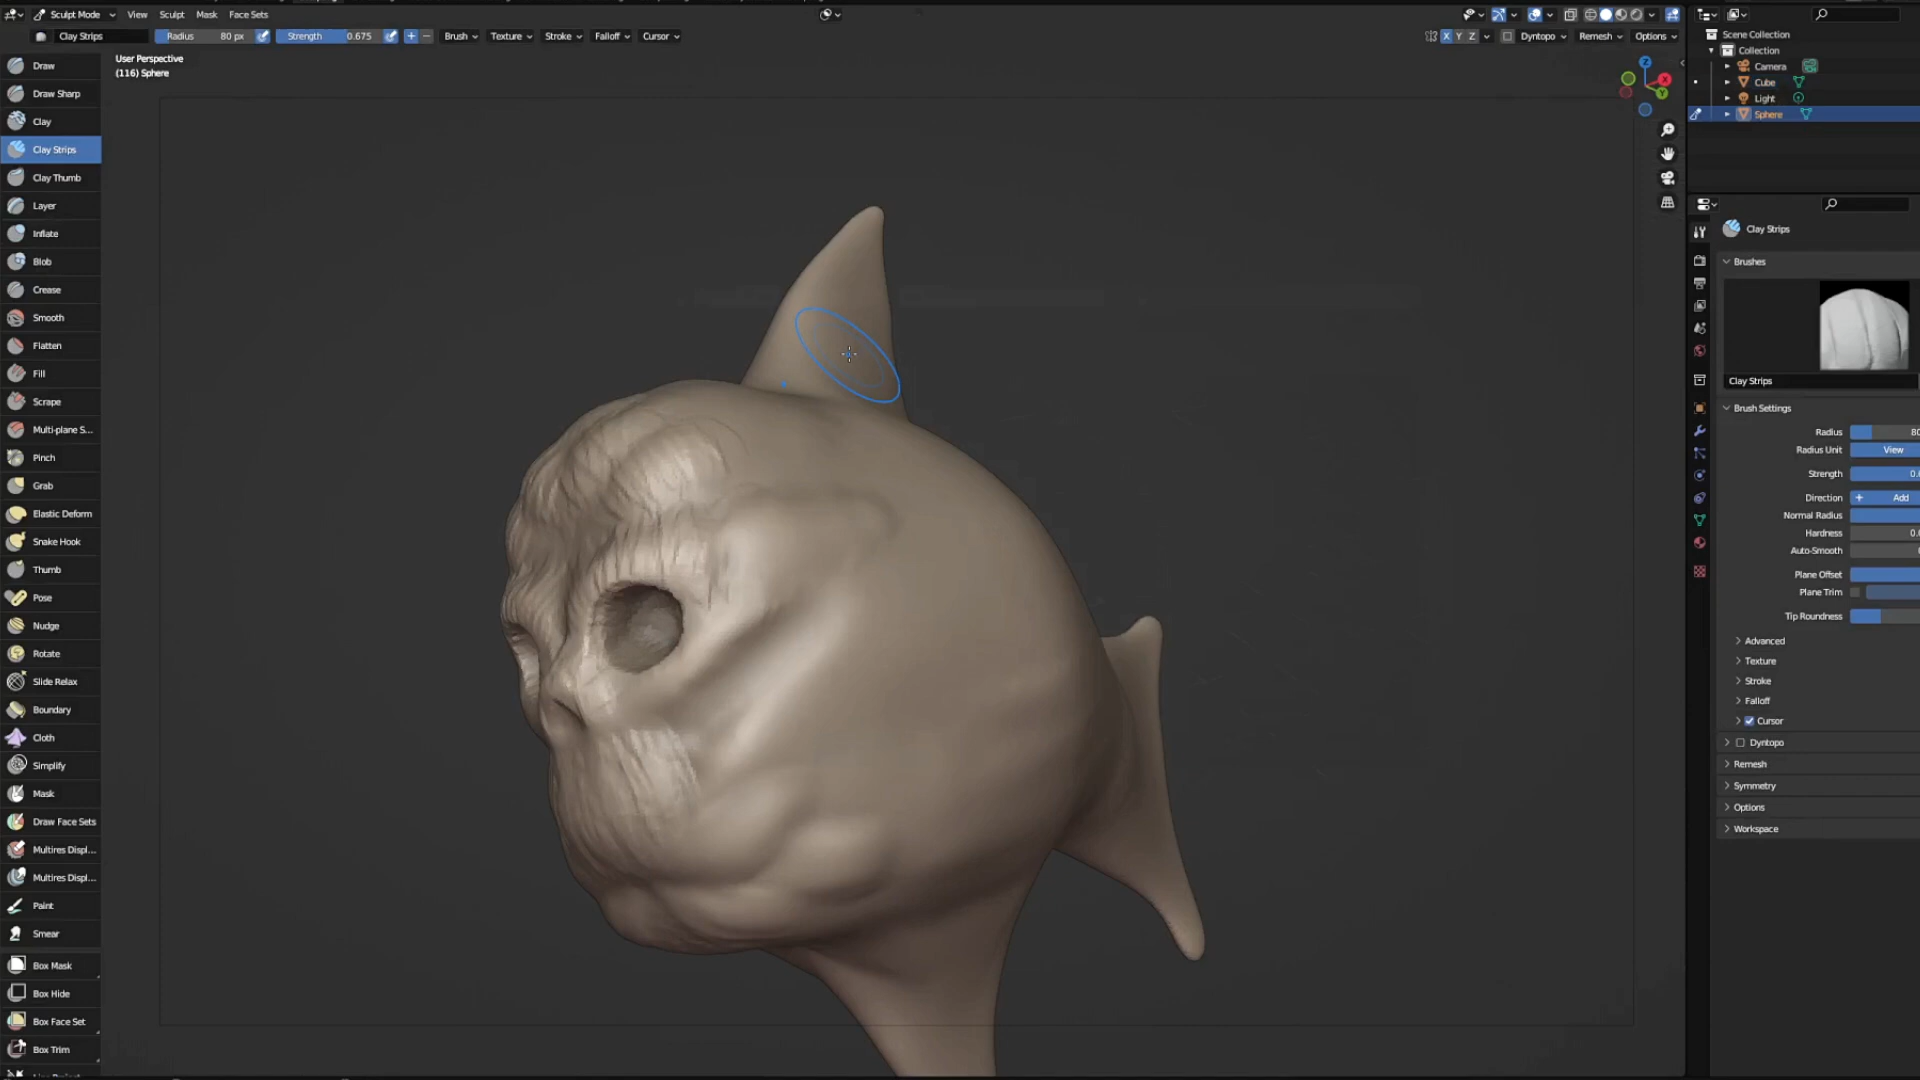 Sculpt Mode View Sculpt Mask Face Sets
Clay Strips Radius 80 px Strength 0.675 Brush Texture Stroke Falloff Cursor X Y Z Dyntopo Remesh Options
User Perspective
(116) Sphere
Draw
Draw Sharp
Clay
Clay Strips
Clay Thumb
Layer
Inflate
Blob
Crease
Smooth
Flatten
Fill
Scrape
Multi-plane S...
Pinch
Grab
Elastic Deform
Snake Hook
Thumb
Pose
Nudge
Rotate
Slide Relax
Boundary
Cloth
Simplify
Mask
Draw Face Sets
Multires Displ...
Multires Displ...
Paint
Smear
Box Mask
Box Hide
Box Face Set
Box Trim
Z
X
Y
Scene Collection
Collection
Camera
Cube
Light
Sphere
Clay Strips
Brushes
Clay Strips
Brush Settings
Radius 80
Radius Unit View
Strength 0.
Direction Add
Normal Radius
Hardness 0.
Auto-Smooth
Plane Offset
Plane Trim
Tip Roundness
Advanced
Texture
Stroke
Falloff
Cursor
Dyntopo
Remesh
Symmetry
Options
Workspace